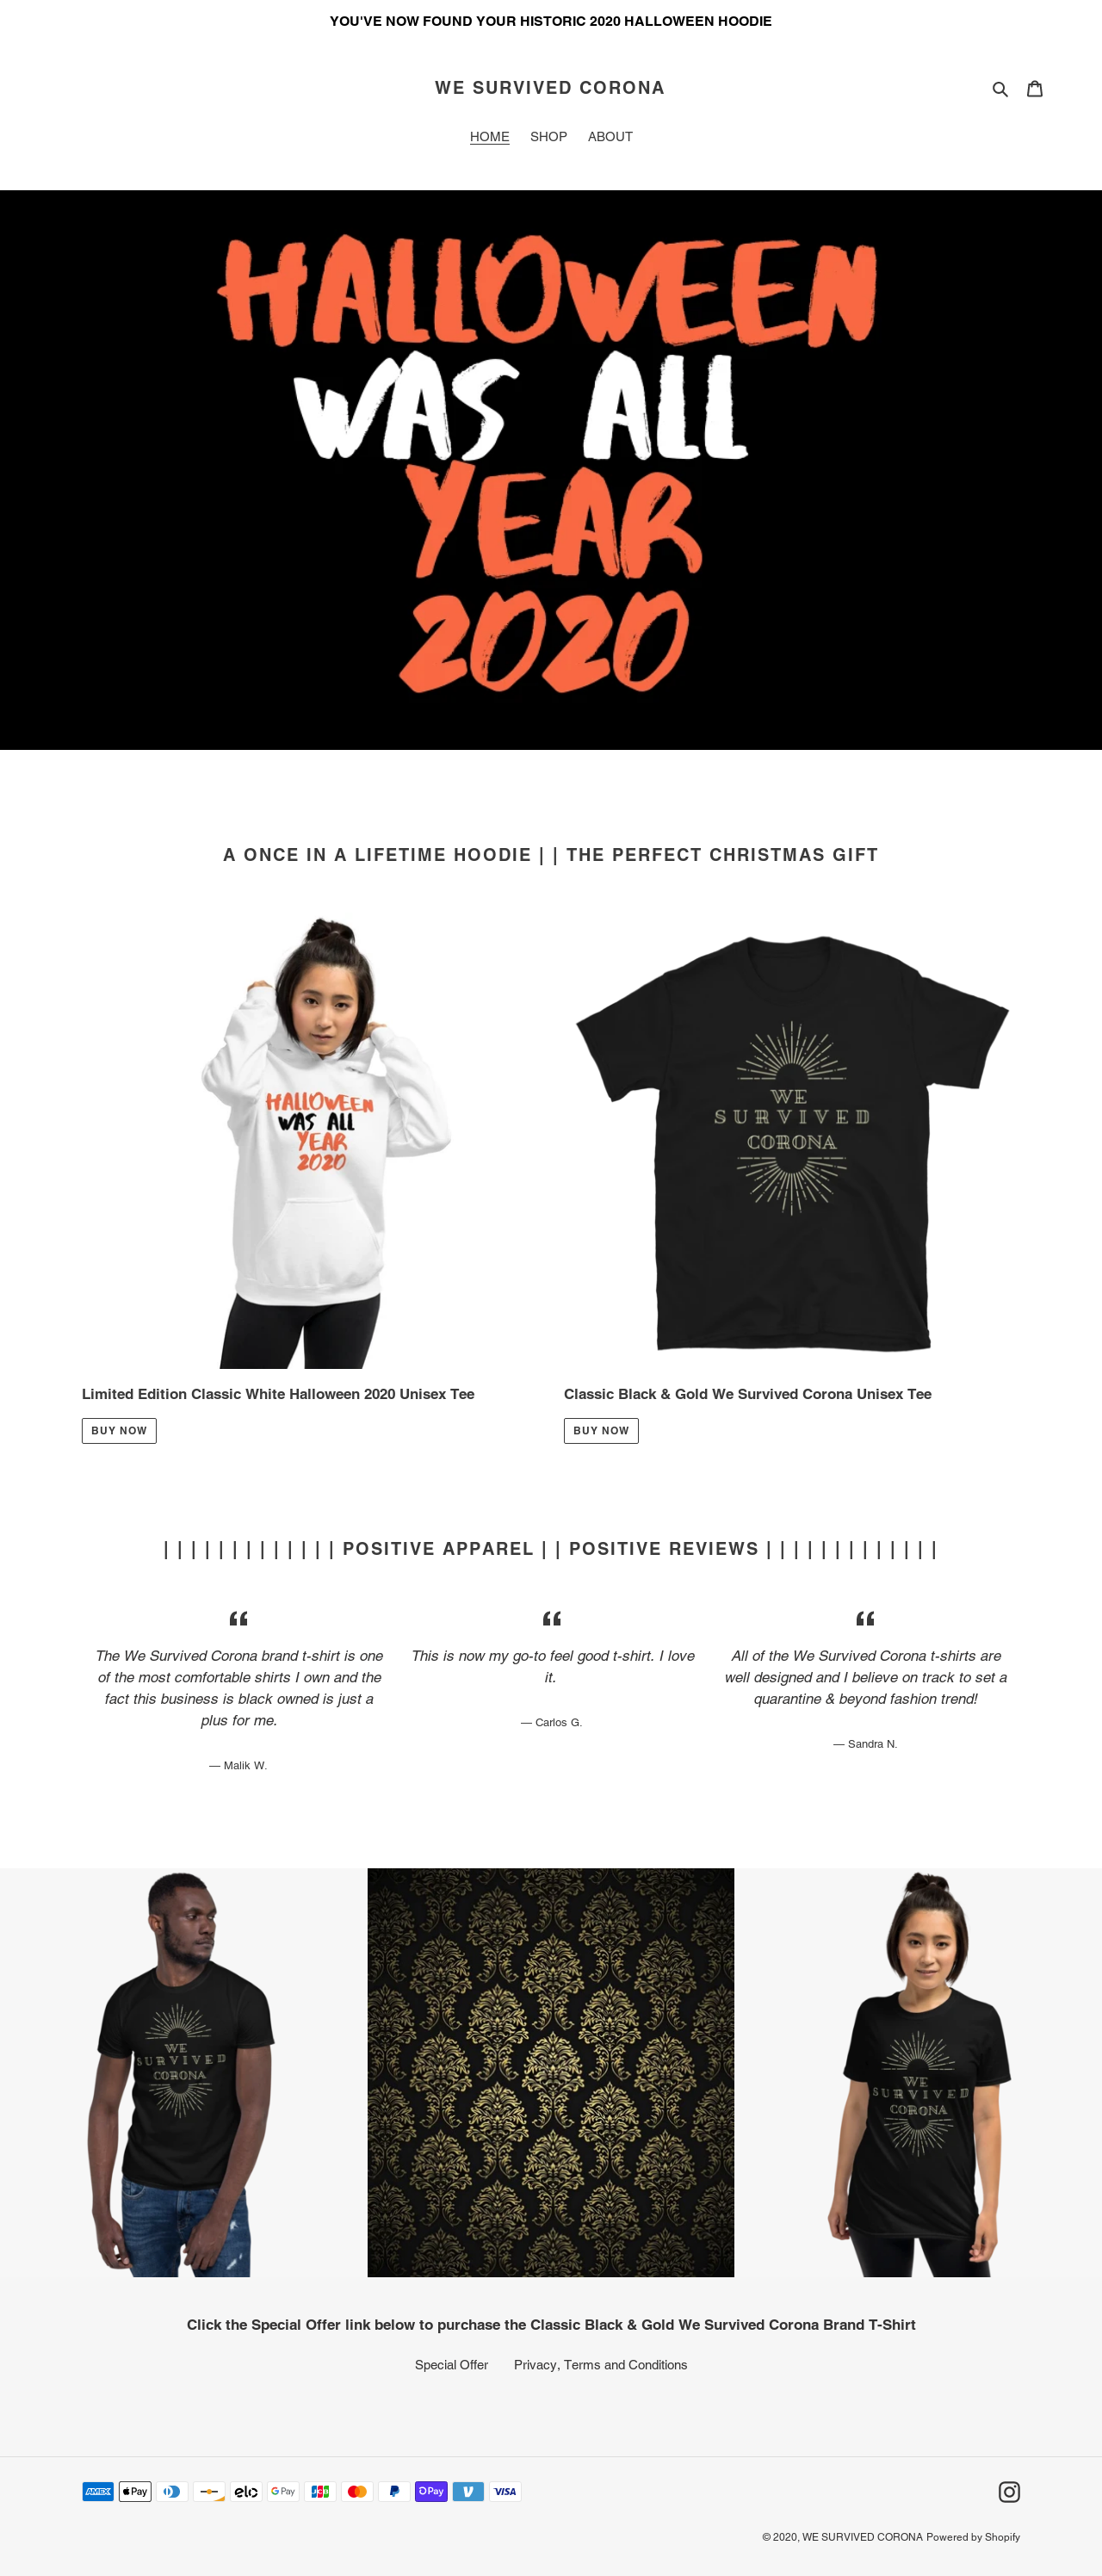 YOU'VE NOW FOUND YOUR HISTORIC 2020 HALLOWEEN HOODIE
WE SURVIVED CORONA
HOME SHOP ABOUT
HALLOWEEN
WAS ALL
YEAR
2020
A ONCE IN A LIFETIME HOODIE | | THE PERFECT CHRISTMAS GIFT
HALLOWEEN
WAS ALL
YEAR
2020
WE
SURVIVED
CORONA
Limited Edition Classic White Halloween 2020 Unisex Tee
BUY NOW
Classic Black & Gold We Survived Corona Unisex Tee
BUY NOW
| | | | | | | | | | | | | POSITIVE APPAREL | | POSITIVE REVIEWS | | | | | | | | | | | | |
“
The We Survived Corona brand t-shirt is one
of the most comfortable shirts I own and the
fact this business is black owned is just a
plus for me.
— Malik W.
“
This is now my go-to feel good t-shirt. I love
it.
— Carlos G.
“
All of the We Survived Corona t-shirts are
well designed and I believe on track to set a
quarantine & beyond fashion trend!
— Sandra N.
WE
SURVIVED
CORONA
WE
SURVIVED
CORONA
Click the Special Offer link below to purchase the Classic Black & Gold We Survived Corona Brand T-Shirt
Special Offer Privacy, Terms and Conditions
AMEX Pay elo G Pay JCB Pay VISA
© 2020, WE SURVIVED CORONA Powered by Shopify